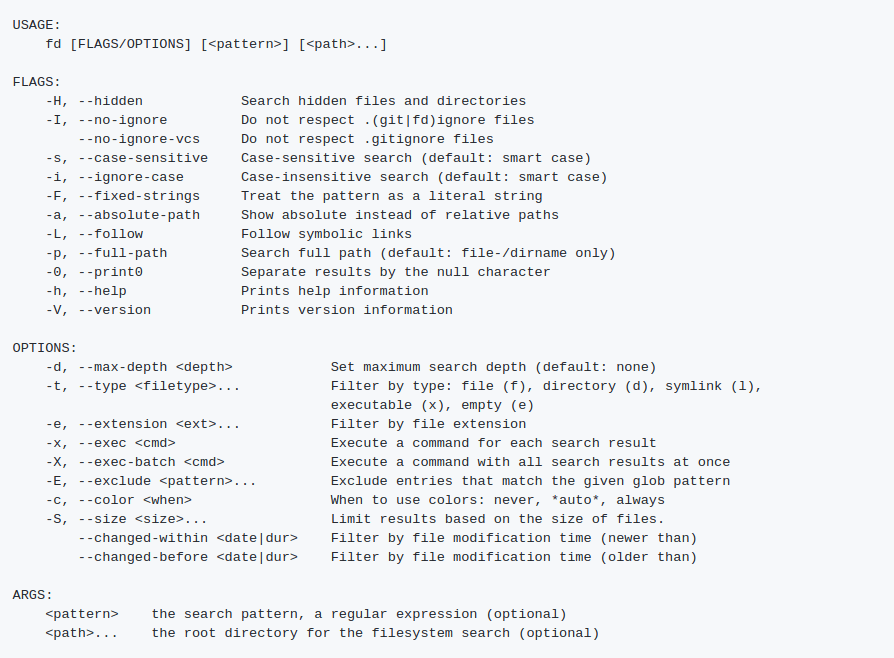 USAGE:
    fd [FLAGS/OPTIONS] [<pattern>] [<path>...]

FLAGS:
    -H, --hidden            Search hidden files and directories
    -I, --no-ignore         Do not respect .(git|fd)ignore files
        --no-ignore-vcs     Do not respect .gitignore files
    -s, --case-sensitive    Case-sensitive search (default: smart case)
    -i, --ignore-case       Case-insensitive search (default: smart case)
    -F, --fixed-strings     Treat the pattern as a literal string
    -a, --absolute-path     Show absolute instead of relative paths
    -L, --follow            Follow symbolic links
    -p, --full-path         Search full path (default: file-/dirname only)
    -0, --print0            Separate results by the null character
    -h, --help              Prints help information
    -V, --version           Prints version information

OPTIONS:
    -d, --max-depth <depth>            Set maximum search depth (default: none)
    -t, --type <filetype>...           Filter by type: file (f), directory (d), symlink (l),
                                       executable (x), empty (e)
    -e, --extension <ext>...           Filter by file extension
    -x, --exec <cmd>                   Execute a command for each search result
    -X, --exec-batch <cmd>             Execute a command with all search results at once
    -E, --exclude <pattern>...         Exclude entries that match the given glob pattern
    -c, --color <when>                 When to use colors: never, *auto*, always
    -S, --size <size>...               Limit results based on the size of files.
        --changed-within <date|dur>    Filter by file modification time (newer than)
        --changed-before <date|dur>    Filter by file modification time (older than)

ARGS:
    <pattern>    the search pattern, a regular expression (optional)
    <path>...    the root directory for the filesystem search (optional)